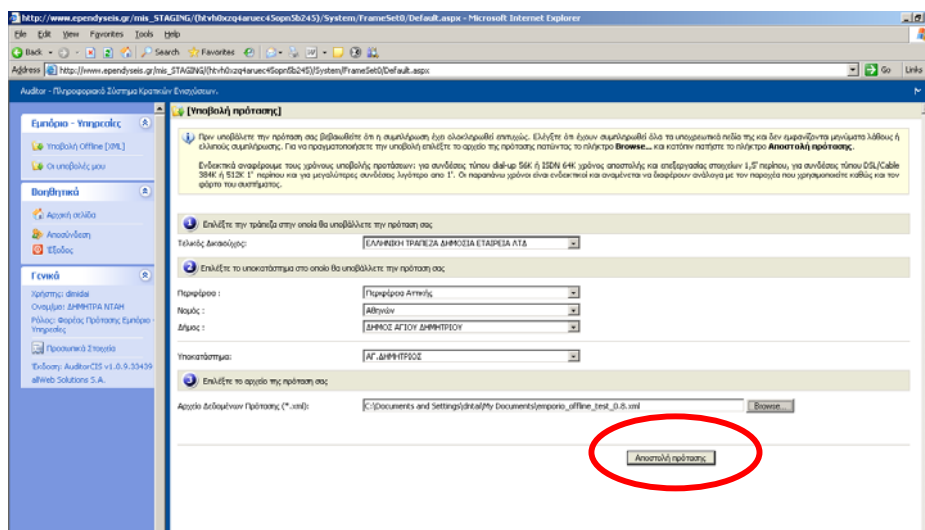 http://www.ependyseis.gr/mis_STAGING/(htvh0xzq4aruec45opn5b245)/System/FrameSet0/Default.aspx - Microsoft Internet Explorer
File Edit View Favorites Tools Help
Back Search Favorites
Address http://www.ependyseis.gr/mis_STAGING/(htvh0xzq4aruec45opn5b245)/System/FrameSet0/Default.aspx Go Links
Auditor - Πληροφοριακό Σύστημα Κρατικών Ενισχύσεων.
Εμπόριο - Υπηρεσίες
Υποβολή Offline [XML]
Οι υποβολές μου
Βοηθητικά
Αρχική σελίδα
Αποσύνδεση
Έξοδος
Γενικά
Χρήστης: dmidai
Ονομ/μο: ΔΗΜΗΤΡΑ ΝΤΑΗ
Ρόλος: Φορέας Πρότασης Εμπόριο -
Υπηρεσίες
Προσωπικά Στοιχεία
Έκδοση: AuditorCIS v1.0.9.33439
allWeb Solutions S.A.
[Υποβολή πρότασης]
Πριν υποβάλετε την πρόταση σας βεβαιωθείτε ότι η συμπλήρωση έχει ολοκληρωθεί επιτυχώς. Ελέγξτε ότι έχουν συμπληρωθεί όλα τα υποχρεωτικά πεδία της και δεν εμφανίζονται μηνύματα λάθους ή
ελλιπούς συμπλήρωσης. Για να πραγματοποιήσετε την υποβολή επιλέξτε το αρχείο της πρότασης πατώντας το πλήκτρο Browse... και κατόπιν πατήστε το πλήκτρο Αποστολή πρότασης.
Ενδεικτικά αναφέρουμε τους χρόνους υποβολής προτάσεων: για συνδέσεις τύπου dial-up 56K ή ISDN 64K χρόνος αποστολής και επεξεργασίας στοιχείων 1,5' περίπου, για συνδέσεις τύπου DSL/Cable
384K ή 512K 1' περίπου και για μεγαλύτερες συνδέσεις λιγότερο απο 1'. Οι παραπάνω χρόνοι είναι ενδεικτικοί και αναμένεται να διαφέρουν ανάλογα με τον παροχέα που χρησιμοποιείτε καθώς και τον
φόρτο του συστήματος.
1 Επιλέξτε την τράπεζα στην οποία θα υποβάλλετε την πρόταση σας
Τελικός Δικαιούχος: ΕΛΛΗΝΙΚΗ ΤΡΑΠΕΖΑ ΔΗΜΟΣΙΑ ΕΤΑΙΡΕΙΑ ΛΤΔ
2 Επιλέξτε το υποκατάστημα στο οποίο θα υποβάλλετε την πρόταση σας
Περιφέρεια : Περιφέρεια Αττικής
Νομός : Αθηνών
Δήμος : ΔΗΜΟΣ ΑΓΙΟΥ ΔΗΜΗΤΡΙΟΥ
Υποκατάστημα: ΑΓ.ΔΗΜΗΤΡΙΟΣ
3 Επιλέξτε το αρχείο της πρόταση σας
Αρχείο Δεδομένων Πρότασης (*.xml): C:\Documents and Settings\dntai\My Documents\emporio_offline_test_0.8.xml Browse...
Αποστολή πρότασης